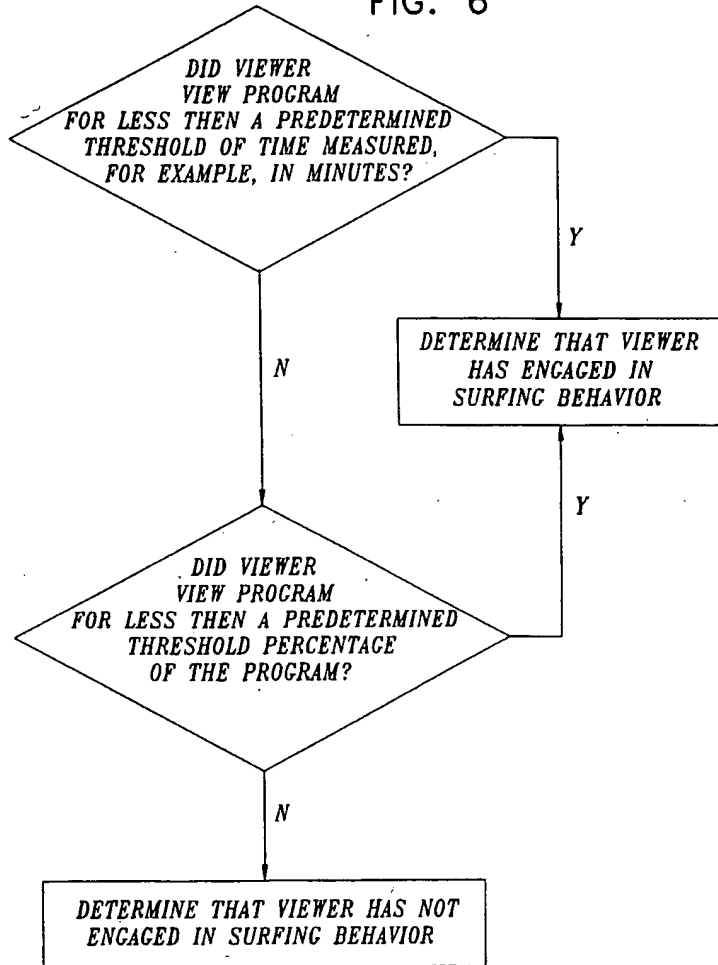 FIG. 6
DID VIEWER
VIEW PROGRAM
FOR LESS THEN A PREDETERMINED
THRESHOLD OF TIME MEASURED,
FOR EXAMPLE, IN MINUTES?
Y
DETERMINE THAT VIEWER
HAS ENGAGED IN
SURFING BEHAVIOR
N
Y
DID VIEWER
VIEW PROGRAM
FOR LESS THEN A PREDETERMINED
THRESHOLD PERCENTAGE
OF THE PROGRAM?
N
DETERMINE THAT VIEWER HAS NOT
ENGAGED IN SURFING BEHAVIOR